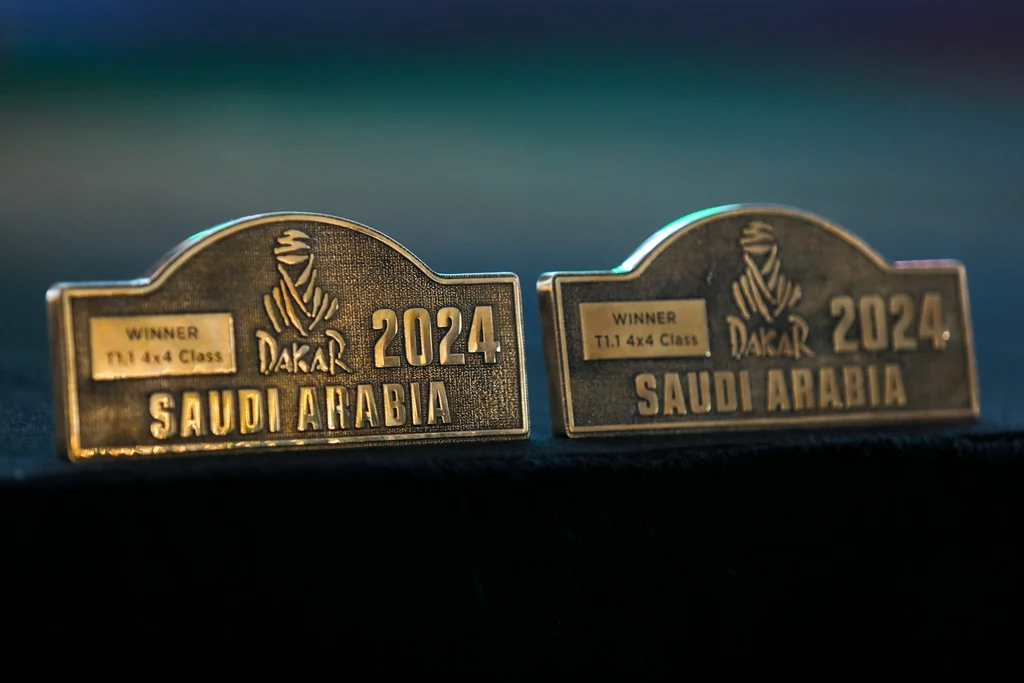 WINNER
T1.1 4x4 Class
DAKAR
2024
SAUDI ARABIA
WINNER
T1.1 4x4 Class
DAKAR
2024
SAUDI ARABIA